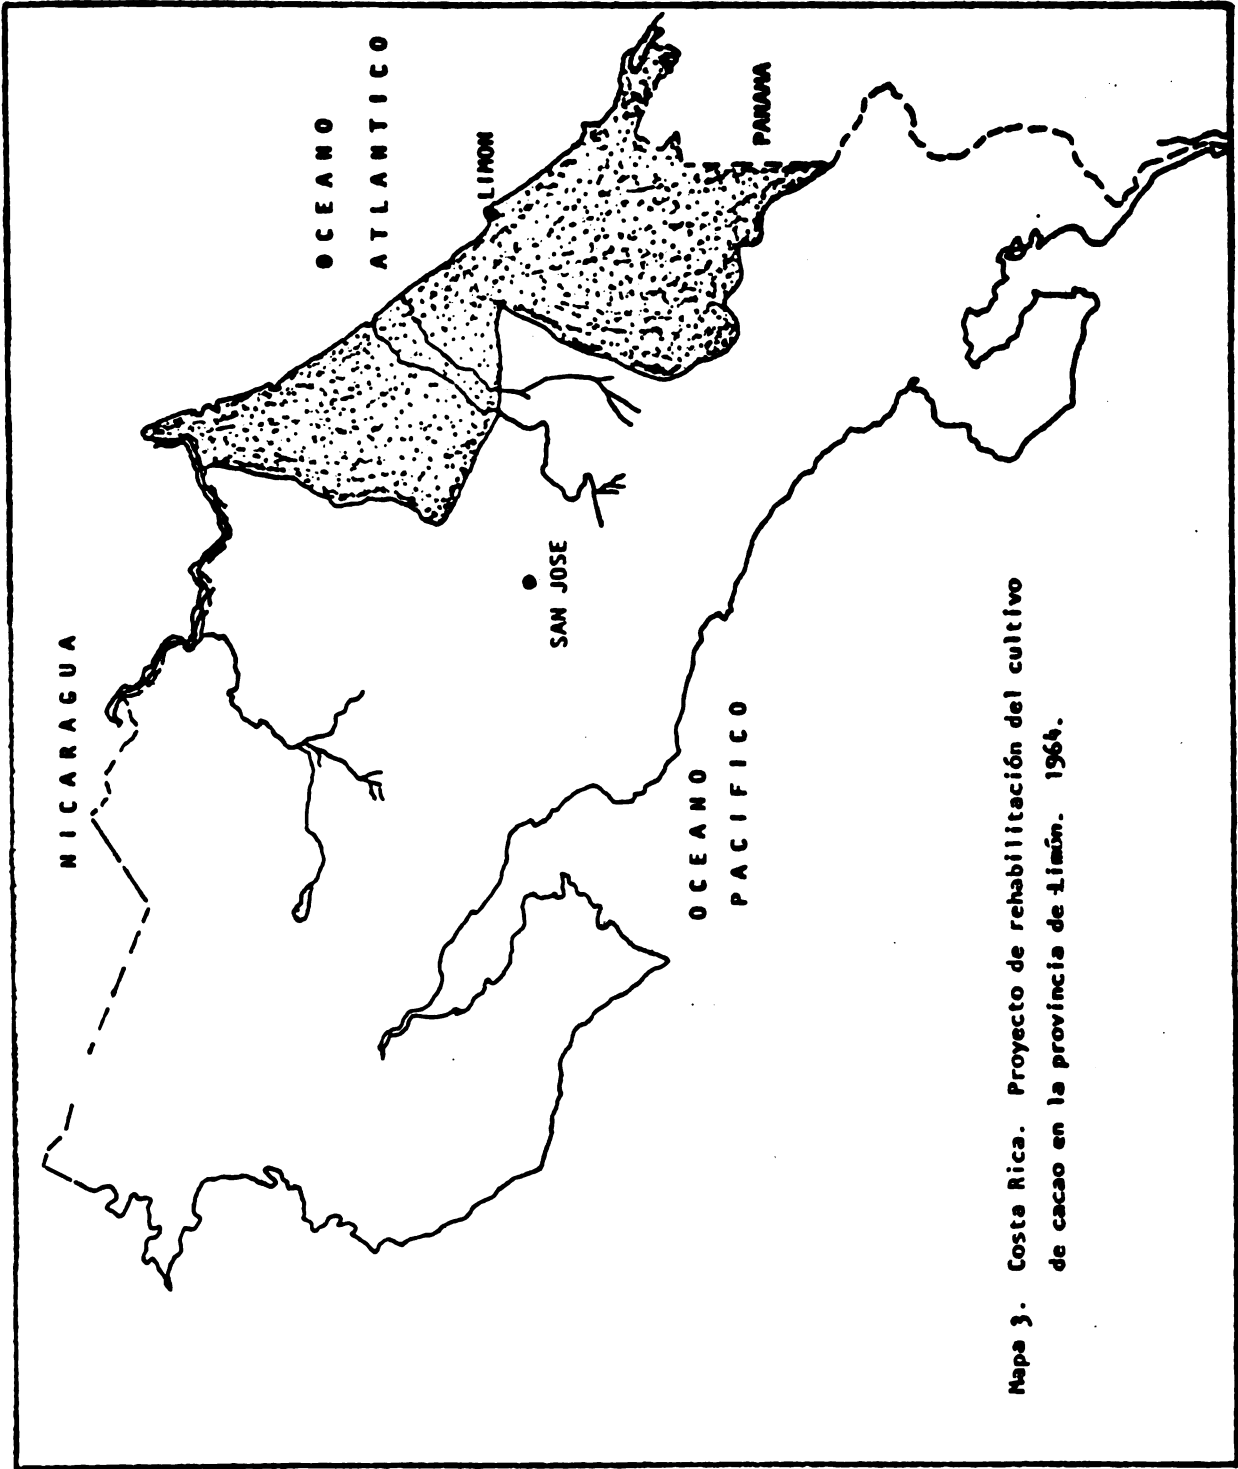 NICARAGUA
OCEANO
ATLANTICO
LIMON
SAN JOSE
PANAMA
OCEANO
PACIFICO
Mapa 3. Costa Rica. Proyecto de rehabilitación del cultivo
de cacao en la provincia de Limón. 1964.